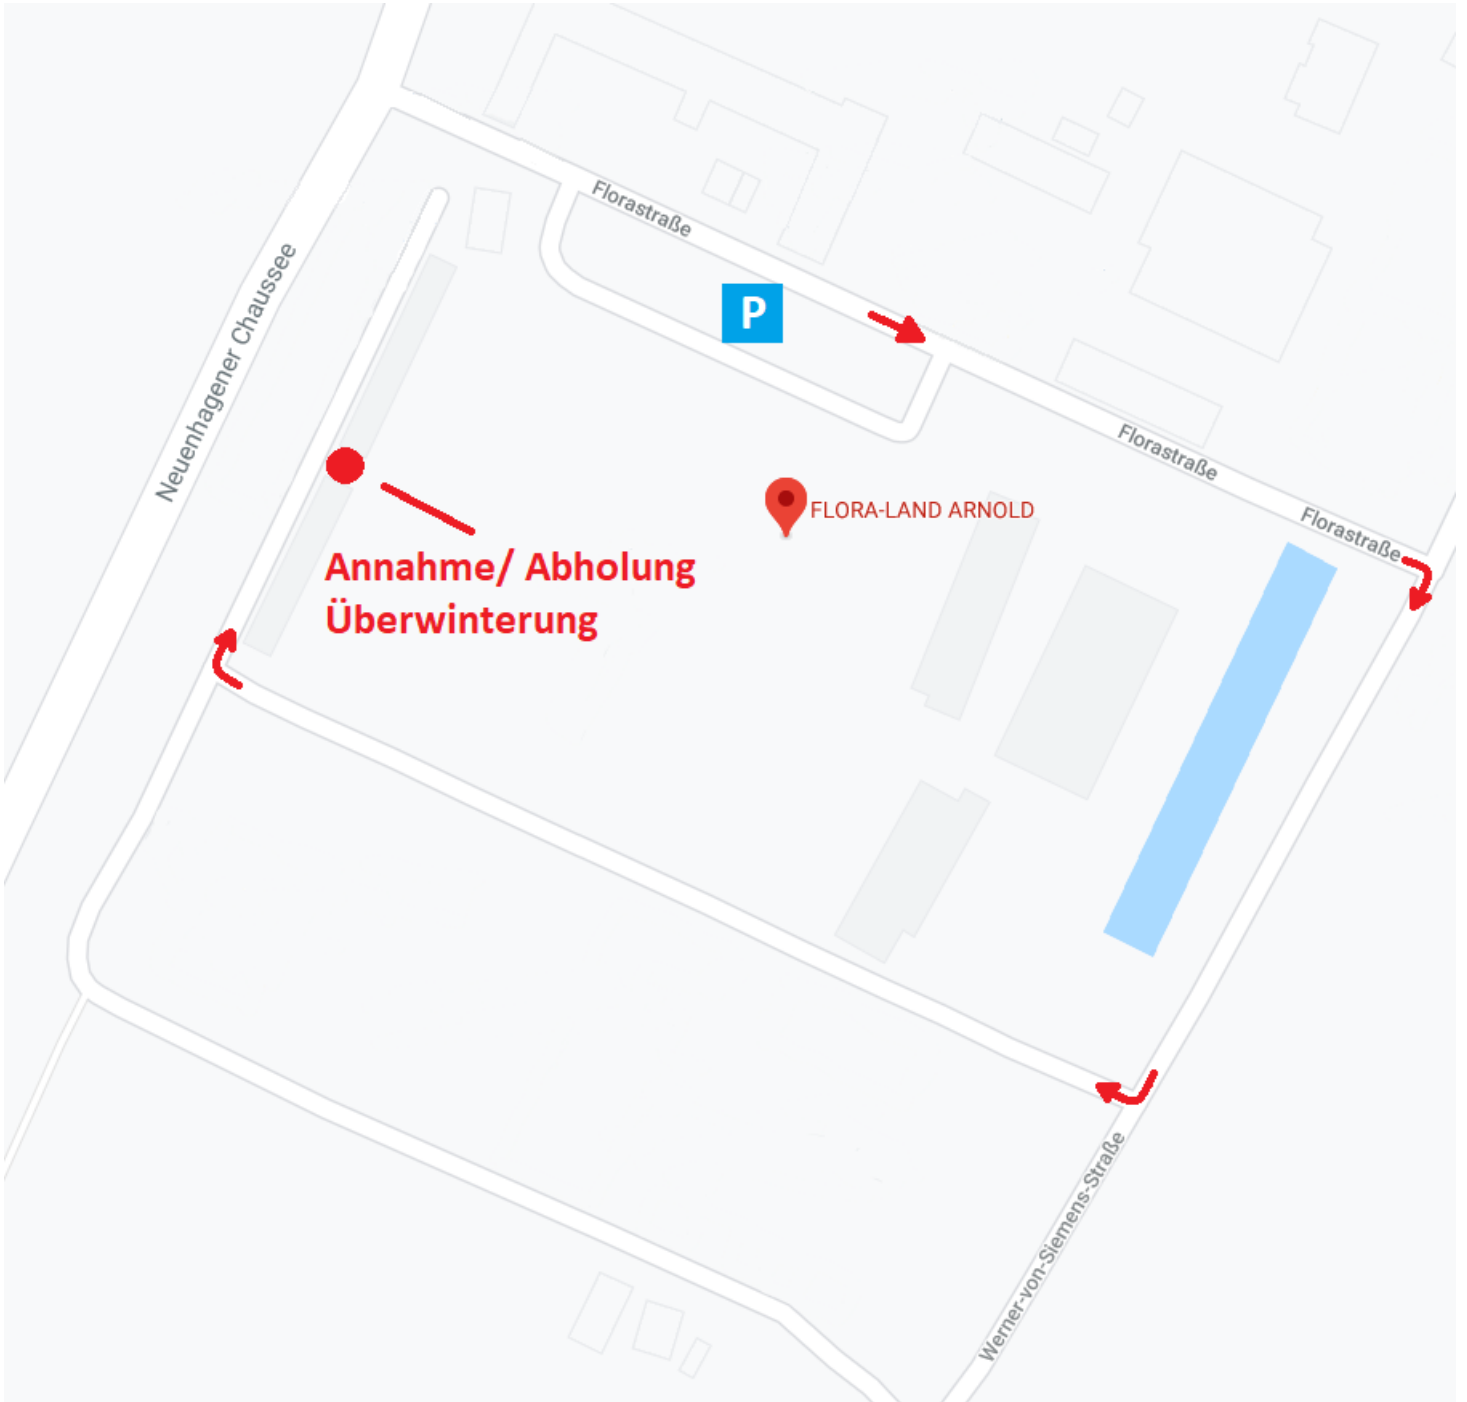 Florastraße
Neuenhagener Chaussee
P
Florastraße
FLORA-LAND ARNOLD
Florastraße
Annahme/ Abholung
Überwinterung
Werner-von-Siemens-Straße